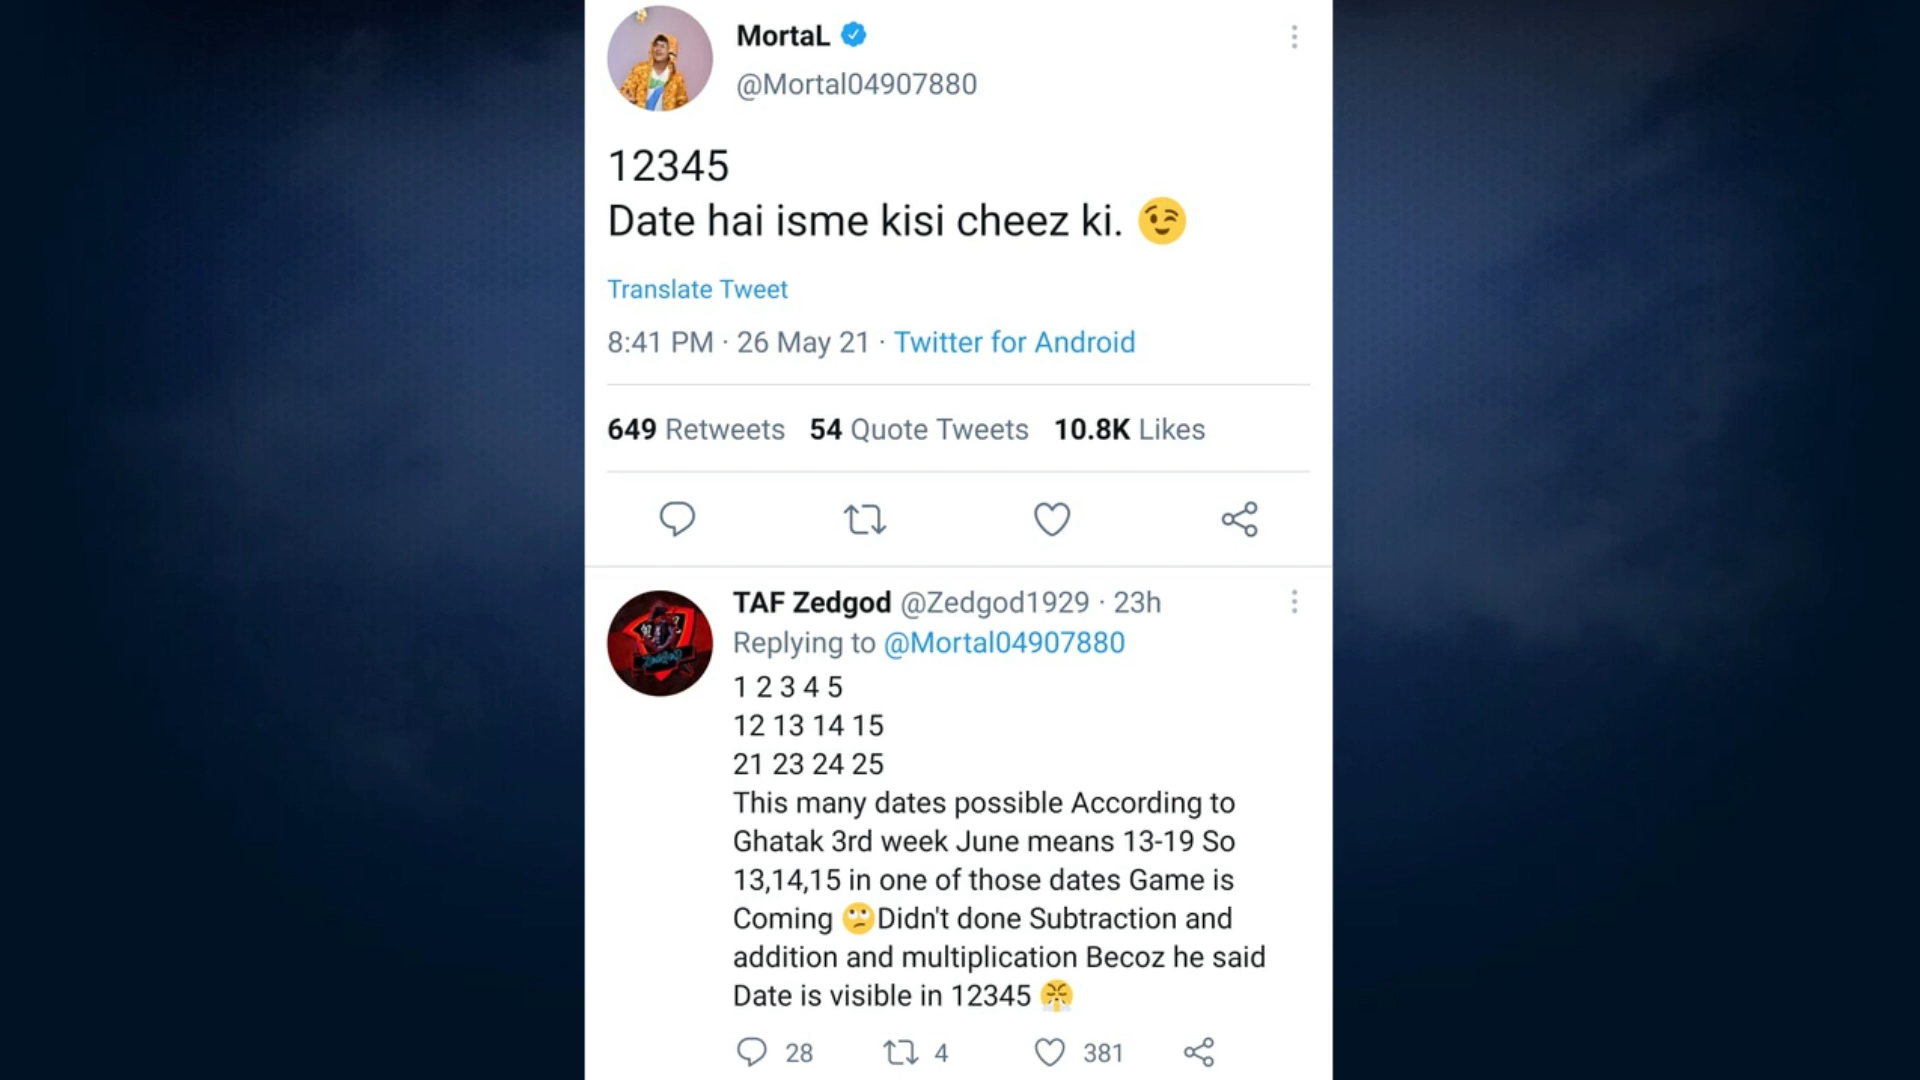 MortaL
@Mortal04907880
12345
Date hai isme kisi cheez ki. 😉
Translate Tweet
8:41 PM · 26 May 21 · Twitter for Android
649 Retweets 54 Quote Tweets 10.8K Likes
TAF Zedgod @Zedgod1929 · 23h
Replying to @Mortal04907880
1 2 3 4 5
12 13 14 15
21 23 24 25
This many dates possible According to
Ghatak 3rd week June means 13-19 So
13,14,15 in one of those dates Game is
Coming 🙄Didn't done Subtraction and
addition and multiplication Becoz he said
Date is visible in 12345 😤
28 4 381